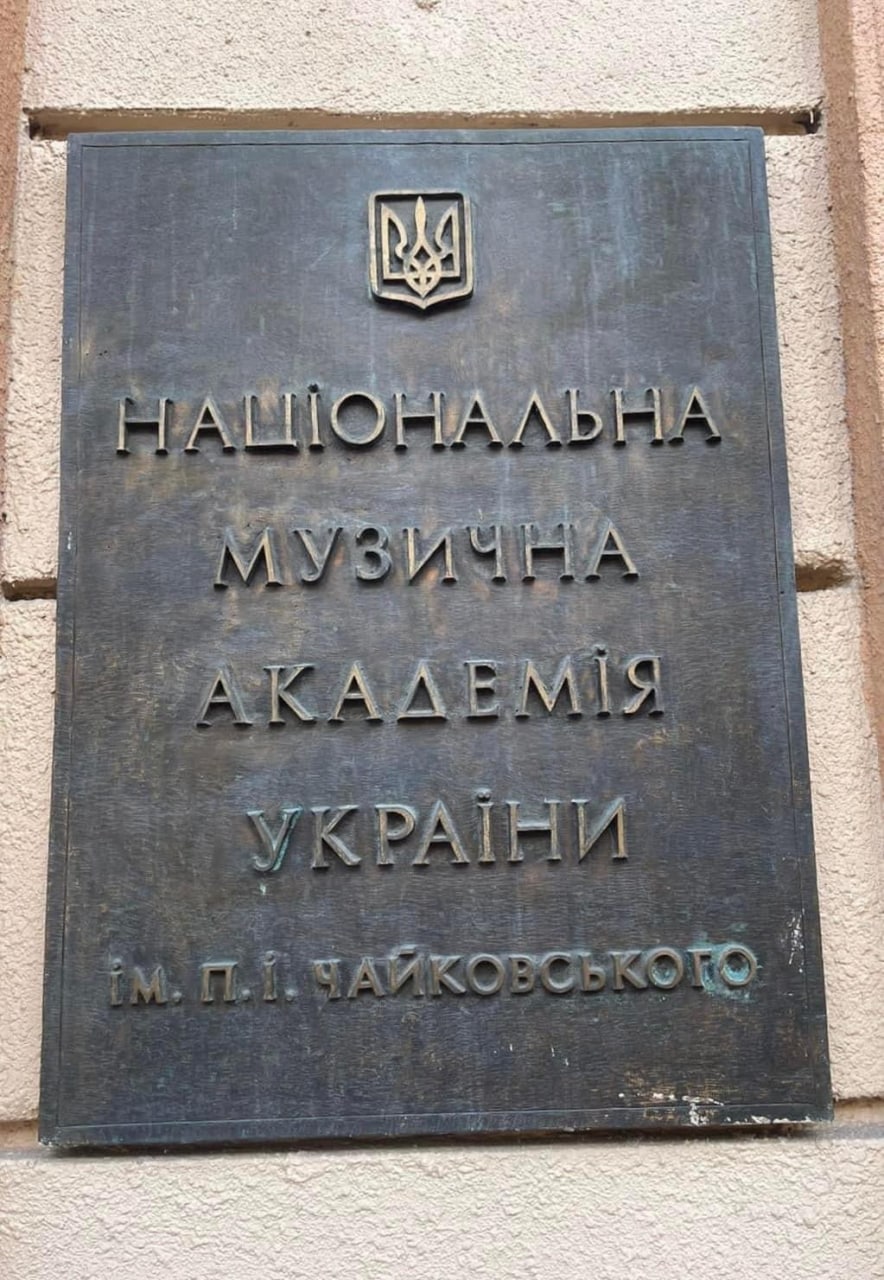 НАЦІОНАЛЬНА
МУЗИЧНА
АКАДЕМІЯ
УКРАЇНИ
ім. П. І. ЧАЙКОВСЬКОГО